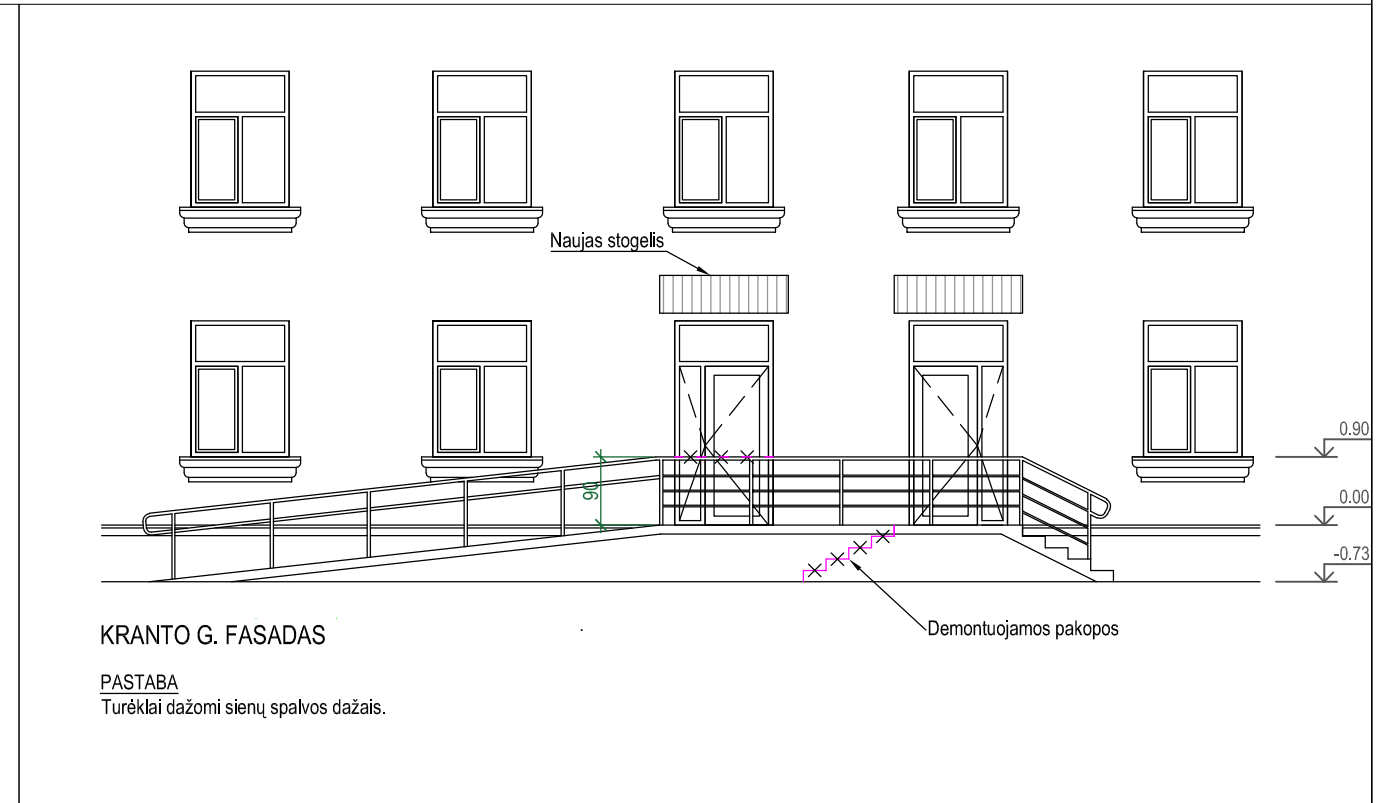 Naujas stogelis
0.90
90
0.00
-0.73
Demontuojamos pakopos
KRANTO G. FASADAS
PASTABA
Turėklai dažomi sienų spalvos dažais.